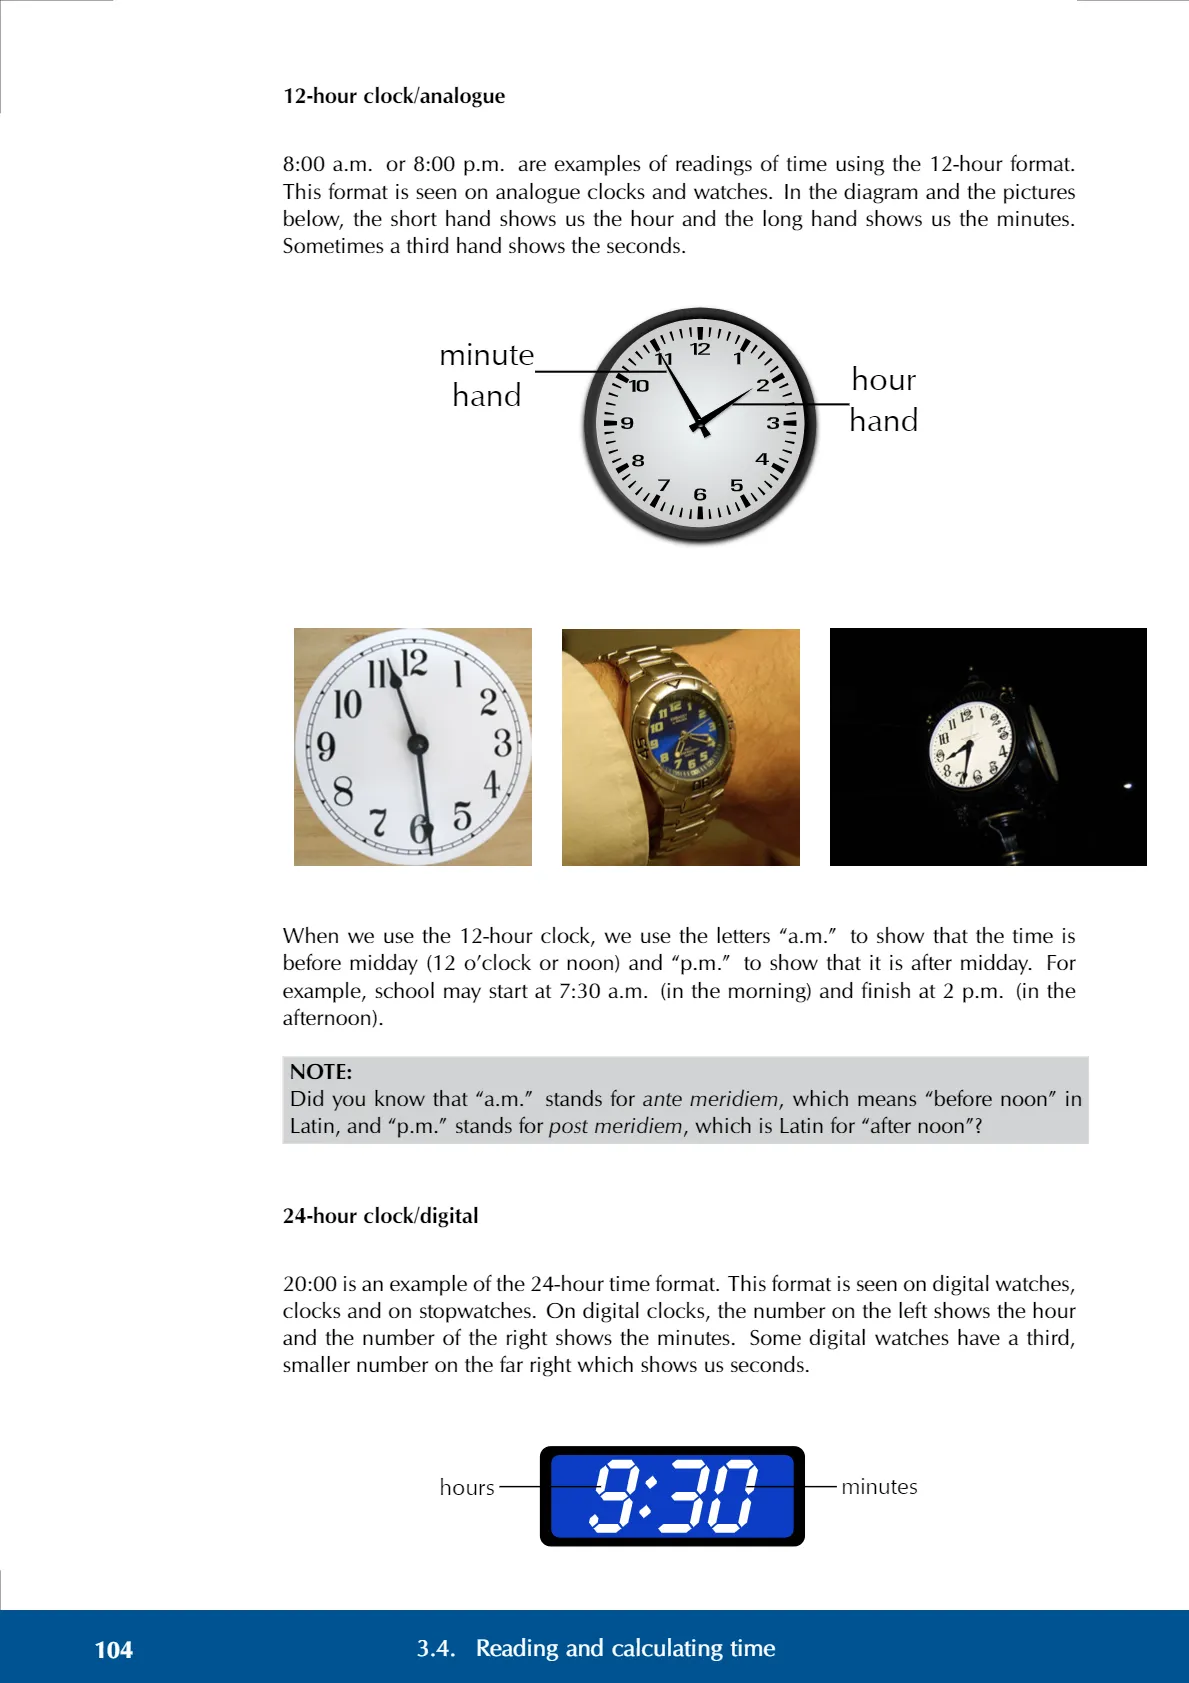 12-hour clock/analogue
8:00 a.m. or 8:00 p.m. are examples of readings of time using the 12-hour format.
This format is seen on analogue clocks and watches. In the diagram and the pictures
below, the short hand shows us the hour and the long hand shows us the minutes.
Sometimes a third hand shows the seconds.
minute
hand
hour
hand
12
1
2
3
4
5
6
7
8
9
10
11
12
1
2
3
4
5
6
7
8
9
10
11
When we use the 12-hour clock, we use the letters “a.m.” to show that the time is
before midday (12 o’clock or noon) and “p.m.” to show that it is after midday. For
example, school may start at 7:30 a.m. (in the morning) and finish at 2 p.m. (in the
afternoon).
NOTE:
Did you know that “a.m.” stands for ante meridiem, which means “before noon” in
Latin, and “p.m.” stands for post meridiem, which is Latin for “after noon”?
24-hour clock/digital
20:00 is an example of the 24-hour time format. This format is seen on digital watches,
clocks and on stopwatches. On digital clocks, the number on the left shows the hour
and the number of the right shows the minutes. Some digital watches have a third,
smaller number on the far right which shows us seconds.
hours
9:30
minutes
104
3.4. Reading and calculating time